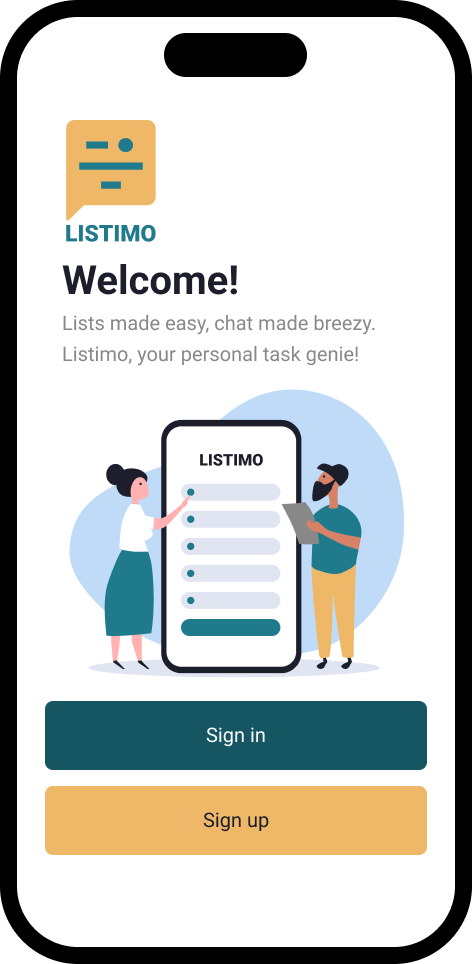 LISTIMO
Welcome!
Lists made easy, chat made breezy.
Listimo, your personal task genie!
LISTIMO
Sign in
Sign up